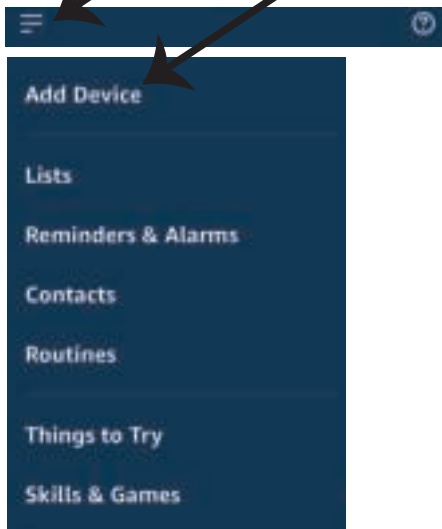 Add Device
Lists
Reminders & Alarms
Contacts
Routines
Things to Try
Skills & Games